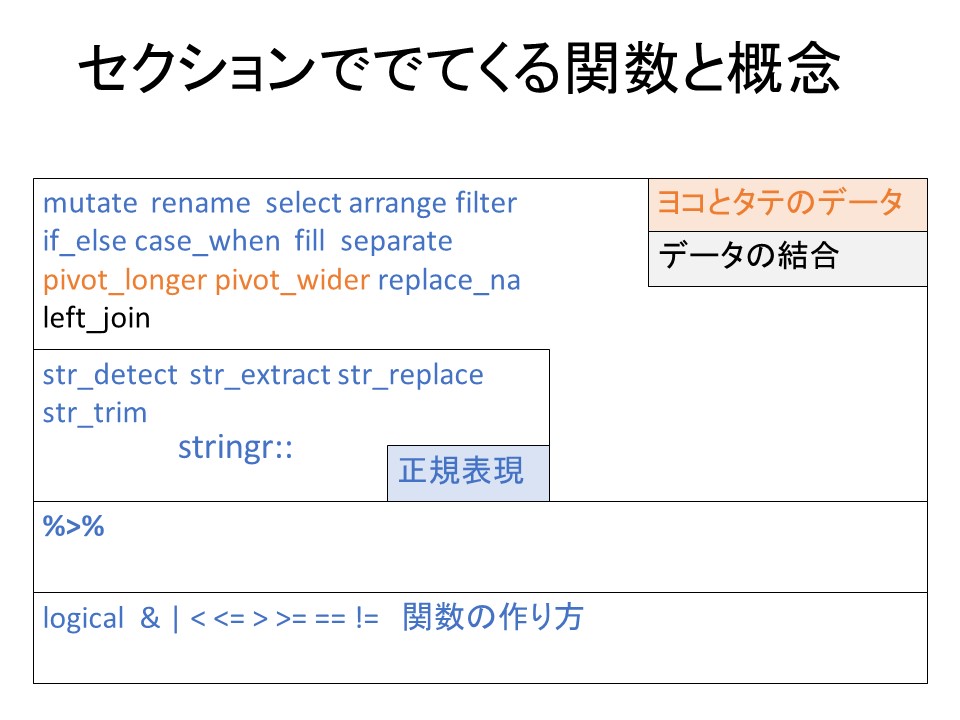 セクションででてくる関数と概念
mutate rename select arrange filter
if_else case_when fill separate
pivot_longer pivot_wider replace_na
left_join
ヨコとタテのデータ
データの結合
str_detect str_extract str_replace
str_trim
stringr::
正規表現
%>%
logical & | < <= > >= == != 関数の作り方